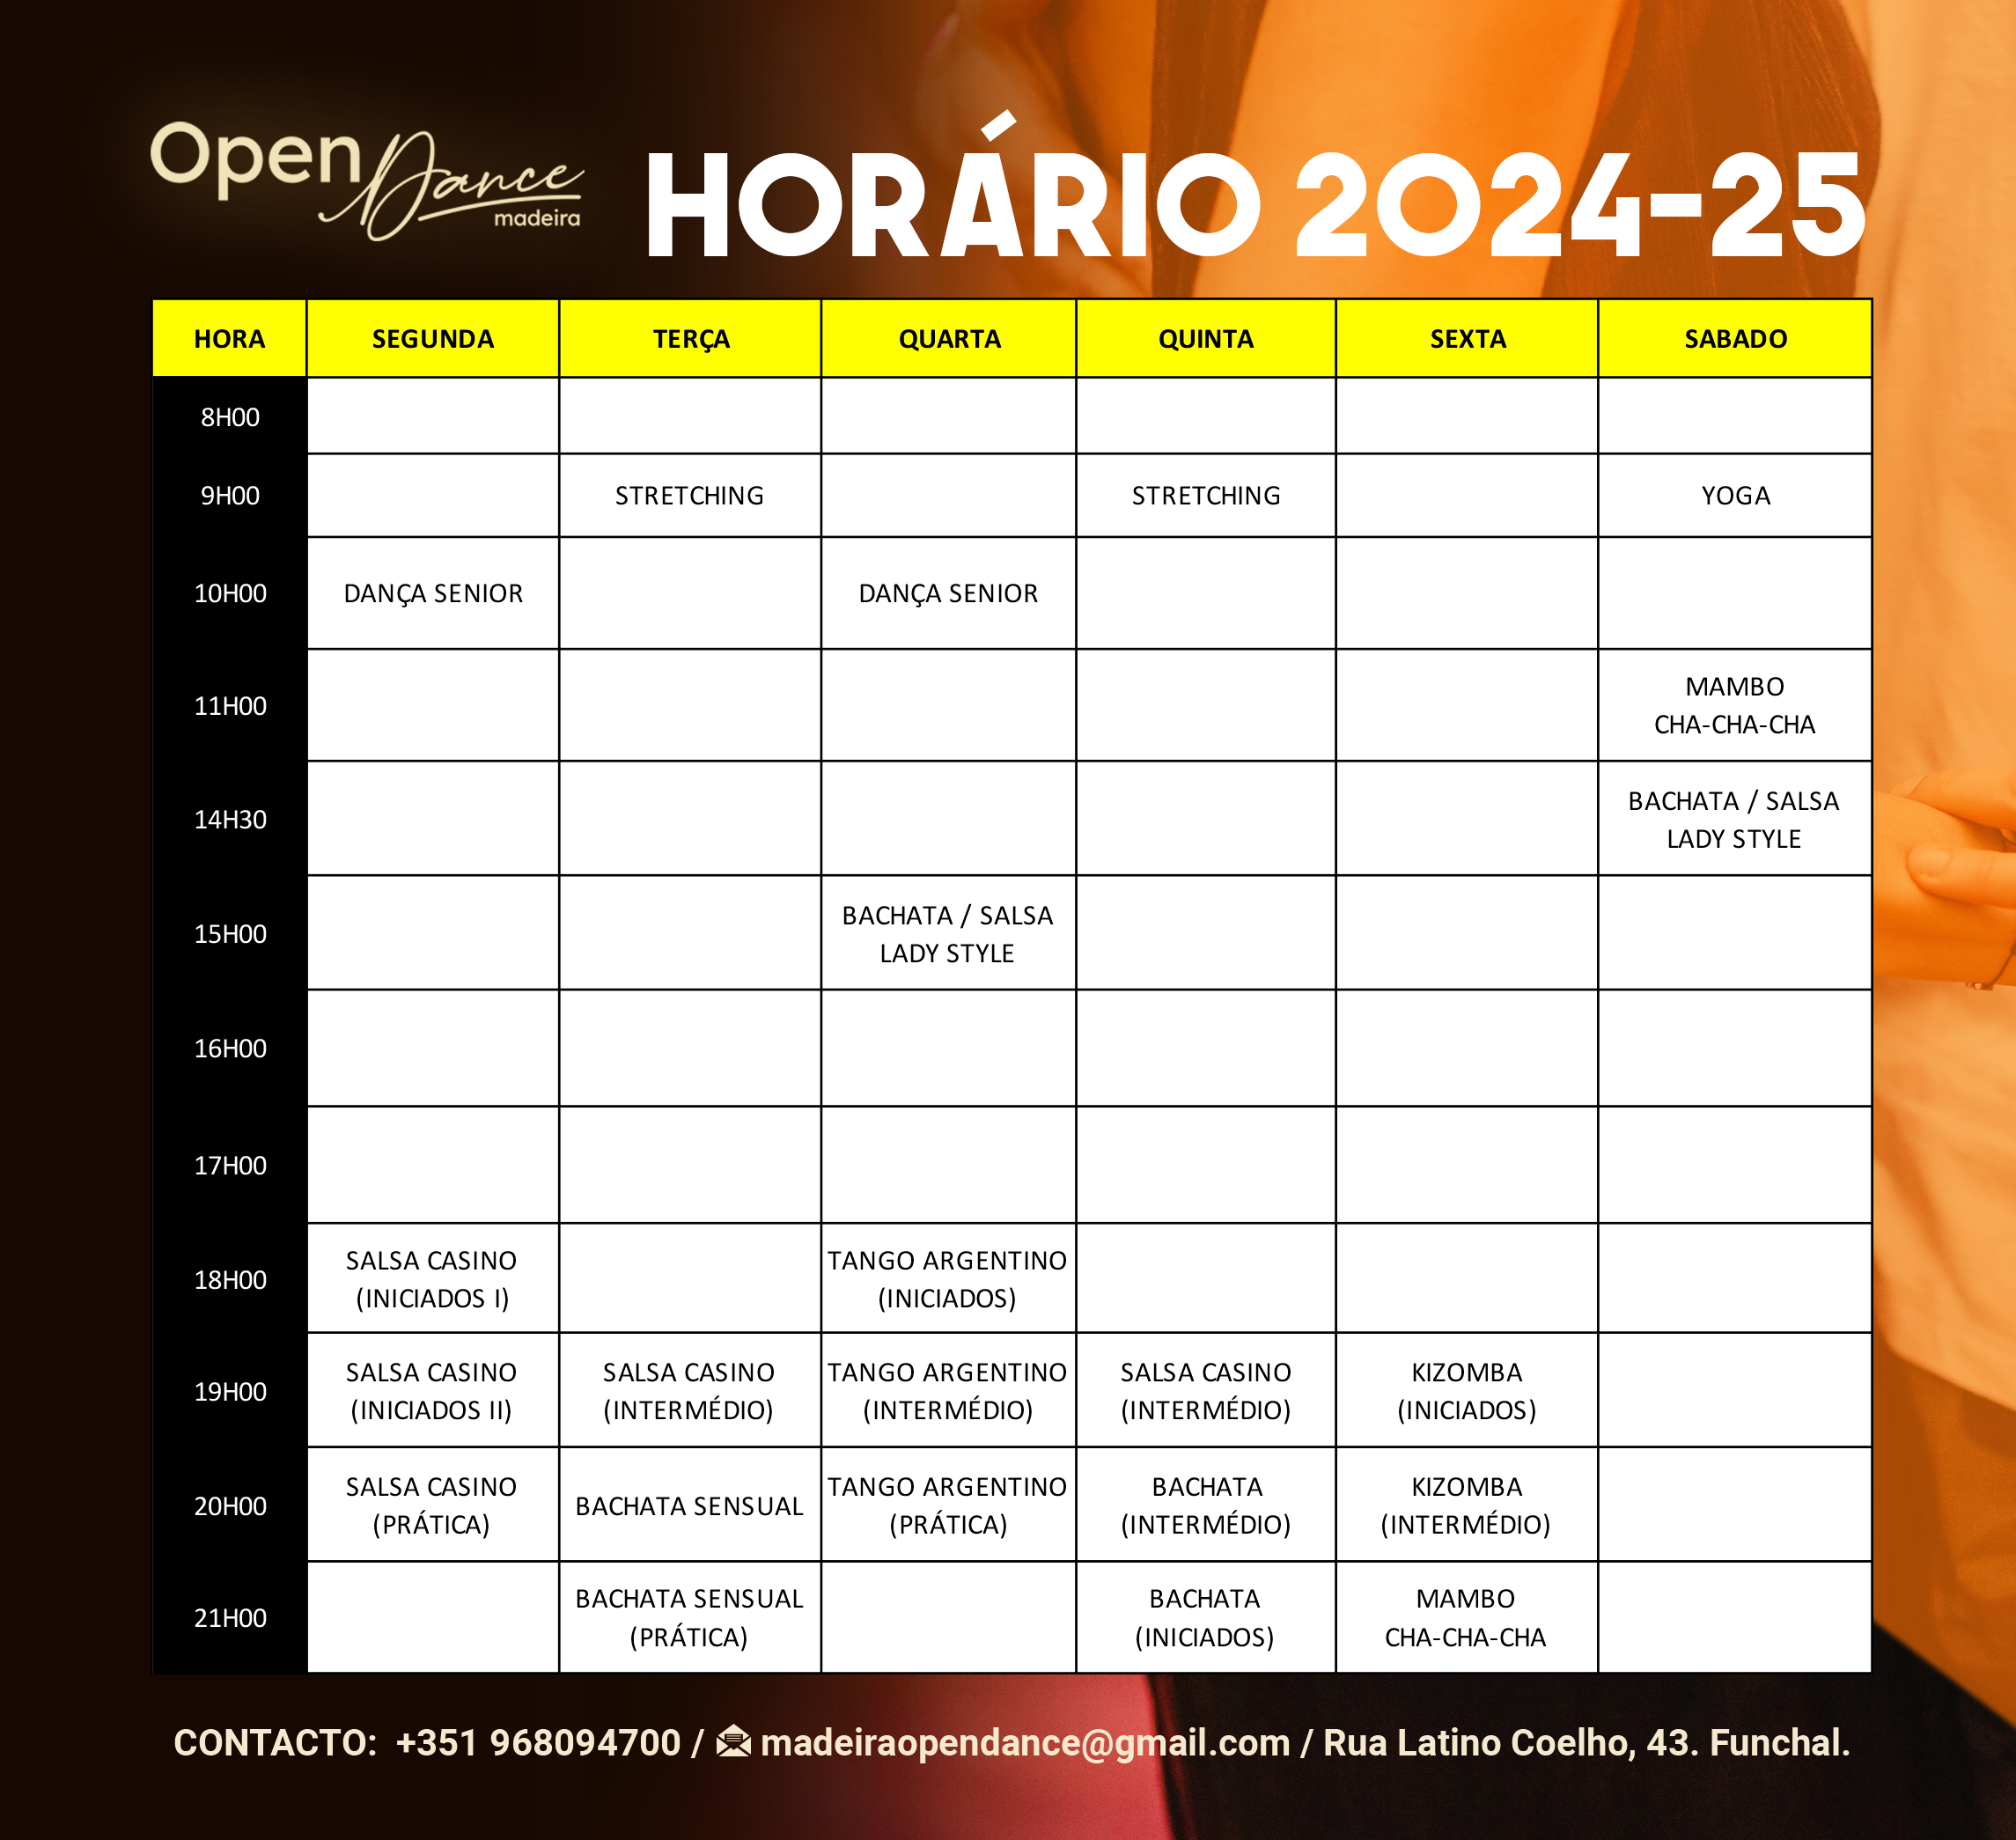 Open Dance
madeira
HORÁRIO 2024-25
HORA SEGUNDA TERÇA QUARTA QUINTA SEXTA SABADO
8H00
9H00 STRETCHING STRETCHING YOGA
10H00 DANÇA SENIOR DANÇA SENIOR
11H00 MAMBO
CHA-CHA-CHA
14H30 BACHATA / SALSA
LADY STYLE
15H00 BACHATA / SALSA
LADY STYLE
16H00
17H00
18H00 SALSA CASINO TANGO ARGENTINO
(INICIADOS I) (INICIADOS)
19H00 SALSA CASINO SALSA CASINO TANGO ARGENTINO SALSA CASINO KIZOMBA
(INICIADOS II) (INTERMÉDIO) (INTERMÉDIO) (INTERMÉDIO) (INICIADOS)
20H00 SALSA CASINO BACHATA SENSUAL TANGO ARGENTINO BACHATA KIZOMBA
(PRÁTICA) (PRÁTICA) (INTERMÉDIO) (INTERMÉDIO)
21H00 BACHATA SENSUAL BACHATA MAMBO
(PRÁTICA) (INICIADOS) CHA-CHA-CHA
CONTACTO: +351 968094700 / madeiraopendance@gmail.com / Rua Latino Coelho, 43. Funchal.